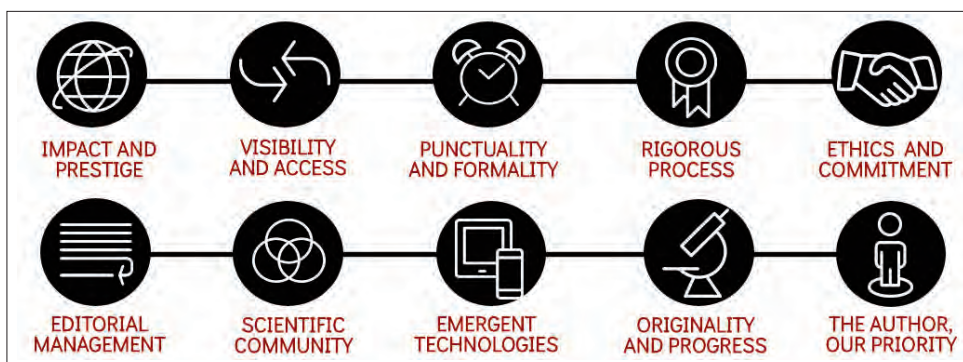 IMPACT AND
PRESTIGE
VISIBILITY
AND ACCESS
PUNCTUALITY
AND FORMALITY
RIGOROUS
PROCESS
ETHICS AND
COMMITMENT
EDITORIAL
MANAGEMENT
SCIENTIFIC
COMMUNITY
EMERGENT
TECHNOLOGIES
ORIGINALITY
AND PROGRESS
THE AUTHOR,
OUR PRIORITY